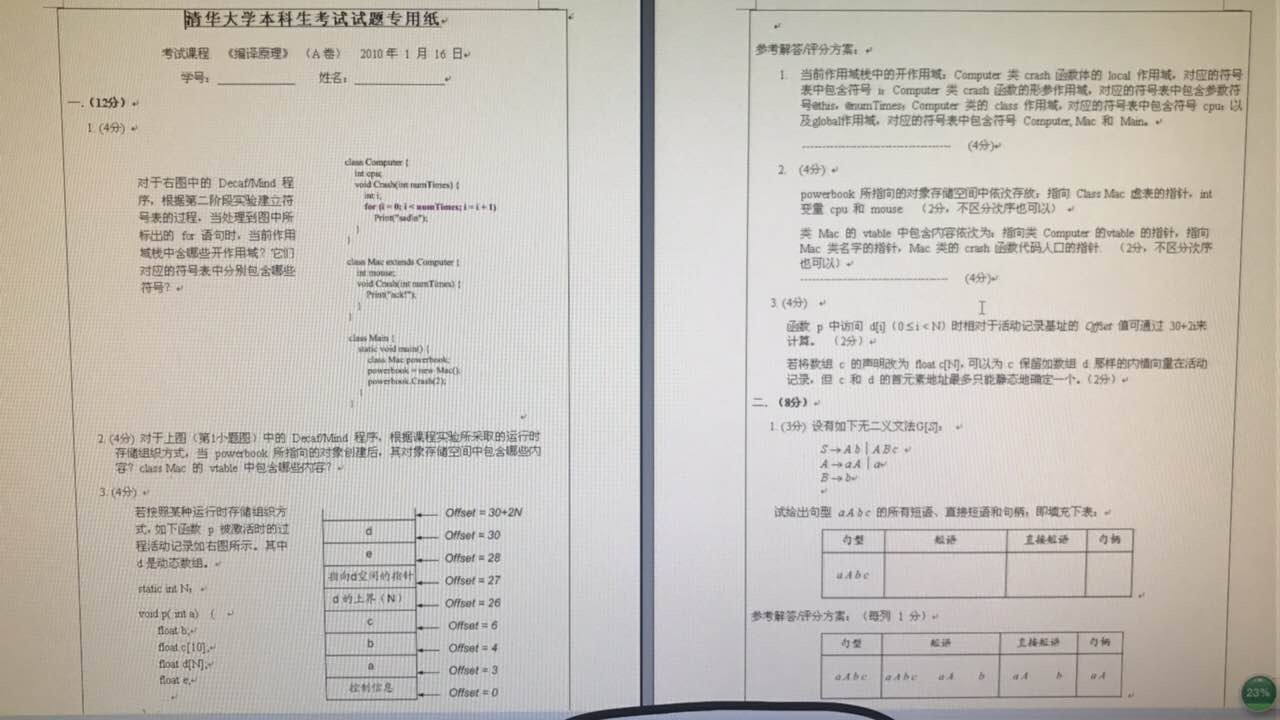 清华大学本科生考试试题专用纸
考试课程 《编译原理》 （A卷） 2010年 1 月 16 日
学号：____________ 姓名：______________
一．（12分）
1. (4分)
对于右图中的 Decaf/Mind 程
序，根据第二阶段实验建立符
号表的过程，当处理到图中所
标出的 for 语句时，当前作用
域栈中含哪些开作用域？它们
对应的符号表中分别包含哪些
符号？
class Computer {
int cpu;
void Crash(int numTimes) {
int i;
for (i = 0; i < numTimes; i = i + 1)
Print("sad\n");
}
}
class Mac extends Computer {
int mouse;
void Crash(int numTimes) {
Print("ack!");
}
}
class Main {
static void main() {
class Mac powerbook;
powerbook = new Mac();
powerbook.Crash(2);
}
}
2. (4分) 对于上图（第1小题图）中的 Decaf/Mind 程序，根据课程实验所采取的运行时
存储组织方式，当 powerbook 所指向的对象创建后，其对象存储空间中包含哪些内
容？class Mac 的 vtable 中包含哪些内容？
3. (4分)
若按照某种运行时存储组织方
式，如下函数 p 被激活时的过
程活动记录如右图所示。其中
d 是动态数组。
static int N;
void p( int a) {
float b;
float c[10];
float d[N];
float e;
Offset = 30+2N
d
Offset = 30
e
Offset = 28
指向d空间的指针
Offset = 27
d 的上界（N）
Offset = 26
c
Offset = 6
b
Offset = 4
a
Offset = 3
控制信息
Offset = 0
参考解答/评分方案：
1. 当前作用域栈中的开作用域：Computer 类 crash 函数体的 local 作用域，对应的符号
表中包含符号 i；Computer 类 crash 函数的形参作用域，对应的符号表中包含参数符
号@this，@numTimes；Computer 类的 class 作用域，对应的符号表中包含符号 cpu；以
及global作用域，对应的符号表中包含符号 Computer, Mac 和 Main。
------------------------------------- (4分)
2. (4分)
powerbook 所指向的对象存储空间中依次存放：指向 Class Mac 虚表的指针，int
变量 cpu 和 mouse （2分，不区分次序也可以）
类 Mac 的 vtable 中包含内容依次为：指向类 Computer 的vtable 的指针，指向
Mac 类名字的指针，Mac 类的 crash 函数代码入口的指针. （2分，不区分次序
也可以）
------------------------------------- (4分)
3. (4分)
函数 p 中访问 d[i]（0≤i<N）时相对于活动记录基址的 Offset 值可通过 30+2i来
计算。（2分）
若将数组 c 的声明改为 float c[N]，可以为 c 保留如数组 d 那样的内情向量在活动
记录，但 c 和 d 的首元素地址最多只能静态地确定一个。（2分）
二．（8分）
1. (3分) 设有如下无二义文法G[S]：
S → A b | A B c
A → a A | a
B → b
试给出句型 a A b c 的所有短语、直接短语和句柄，即填充下表：
句型 短语 直接短语 句柄
a A b c
参考解答/评分方案：（每列 1 分）
句型 短语 直接短语 句柄
a A b c a A b c a A b a A b a A
23%